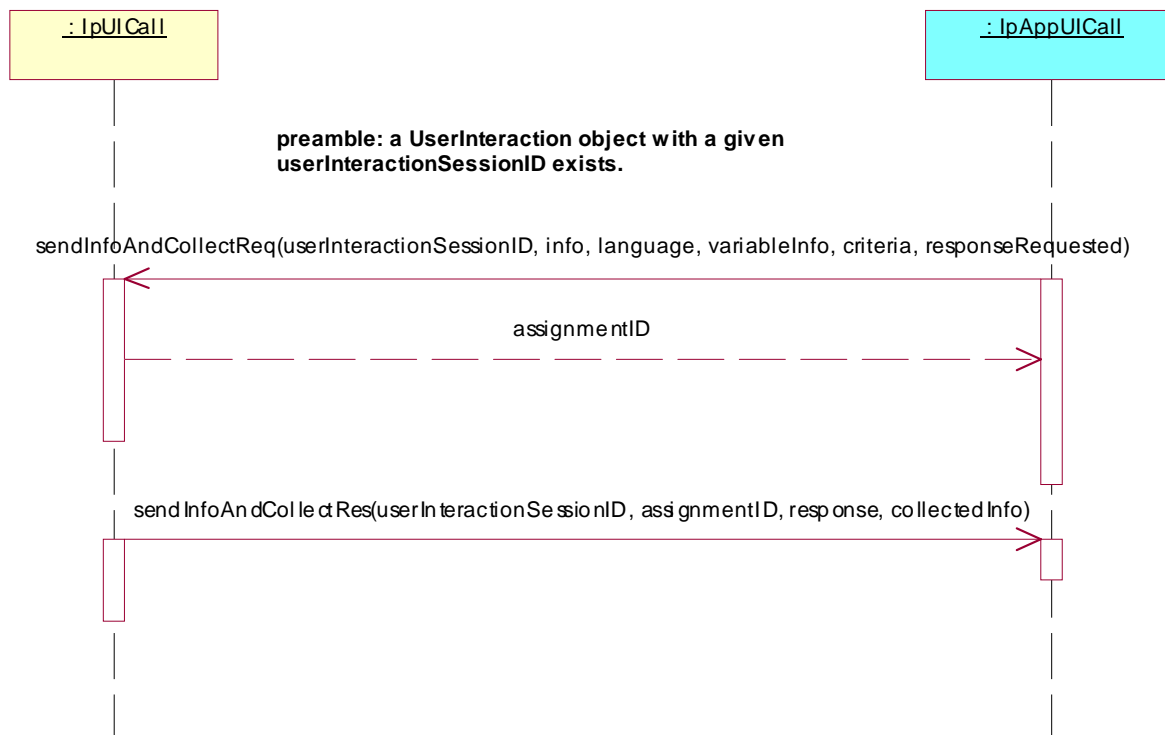 : IpUICall
: IpAppUICall
preamble: a UserInteraction object with a given
userInteractionSessionID exists.
sendInfoAndCollectReq(userInteractionSessionID, info, language, variableInfo, criteria, responseRequested)
assignmentID
sendInfoAndCollectRes(userInteractionSessionID, assignmentID, response, collectedInfo)